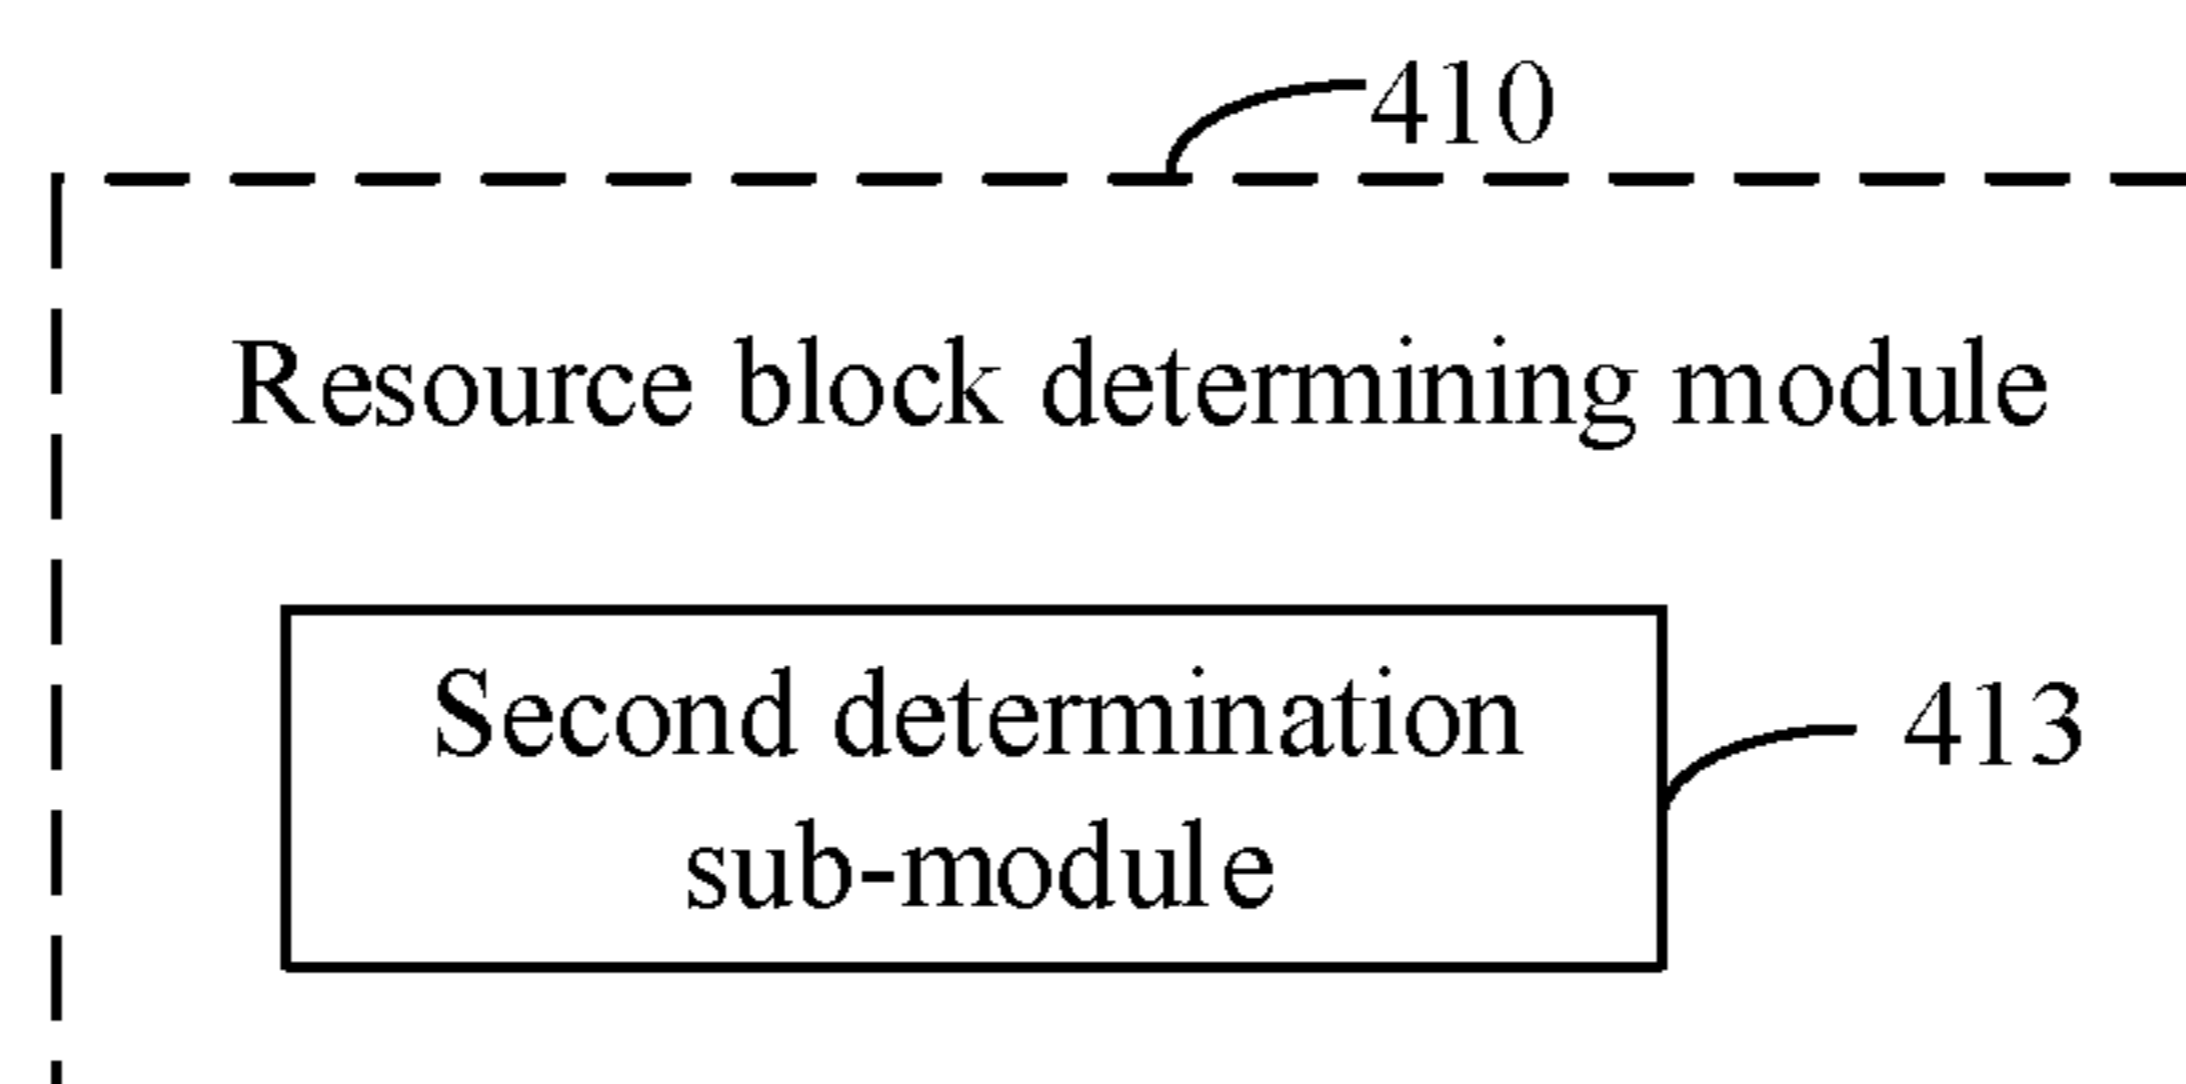 410
Resource block determining module
Second determination
413
sub-module